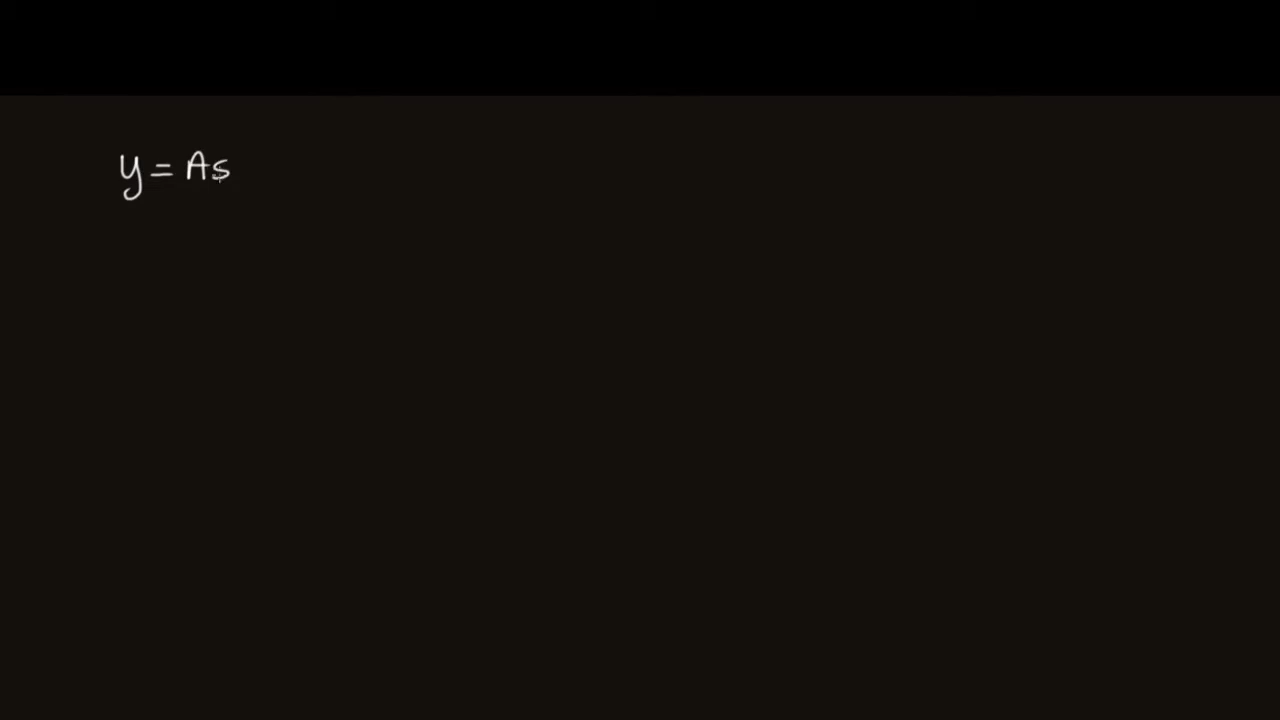 y = As